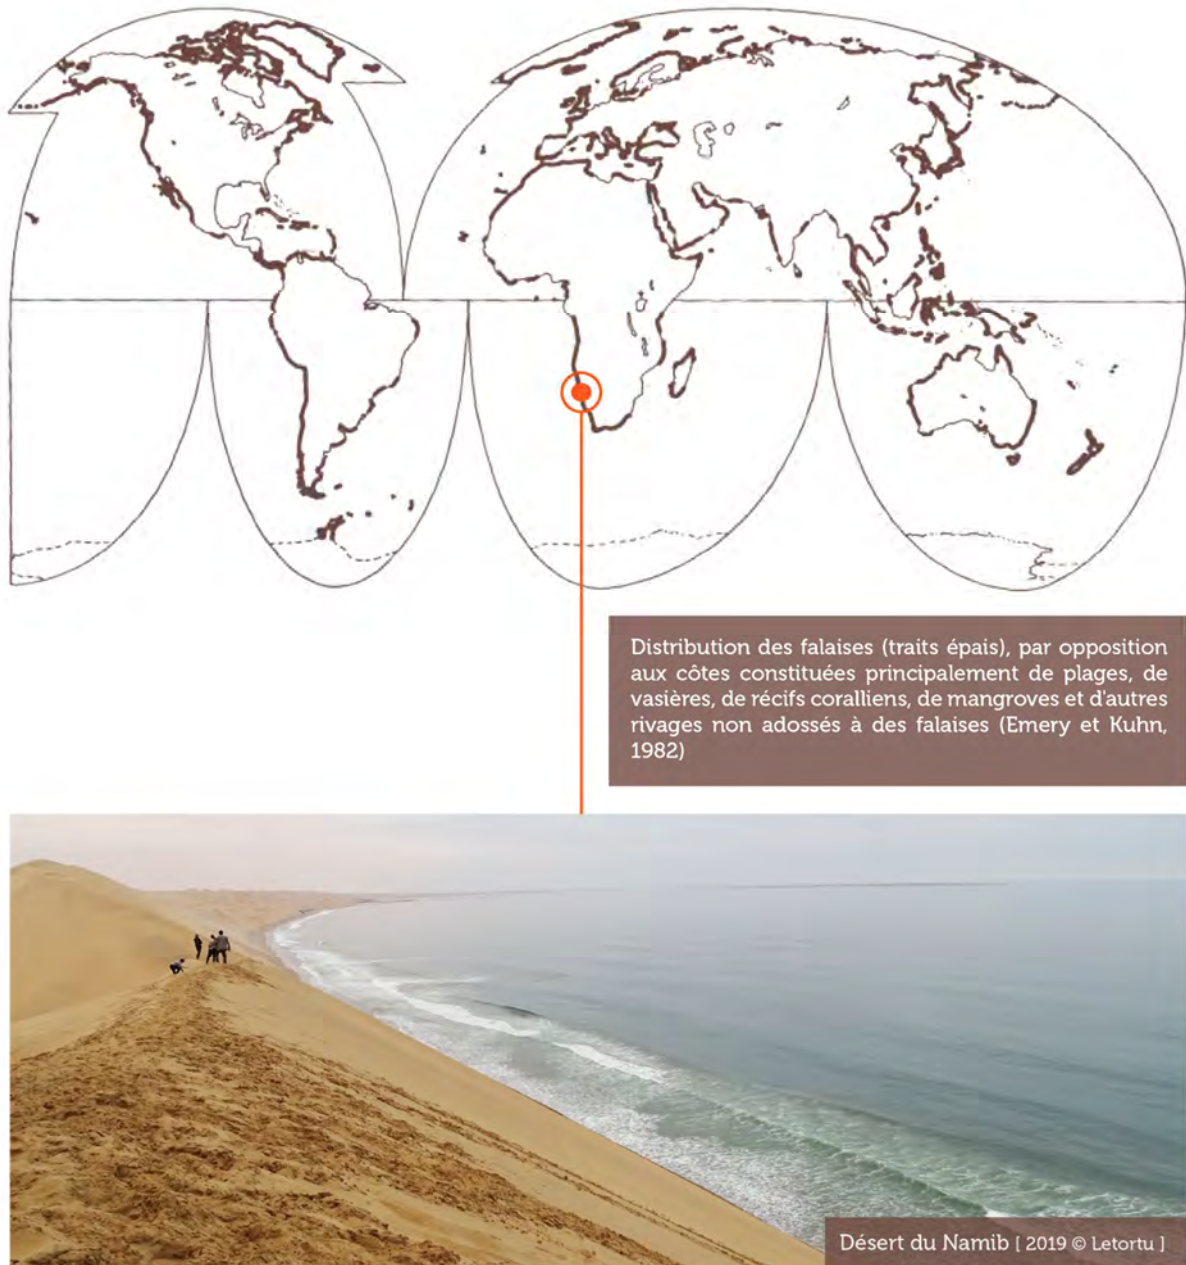 Distribution des falaises (traits épais), par opposition
aux côtes constituées principalement de plages, de
vasières, de récifs coralliens, de mangroves et d'autres
rivages non adossés à des falaises (Emery et Kuhn,
1982)
Désert du Namib [ 2019 © Letortu ]